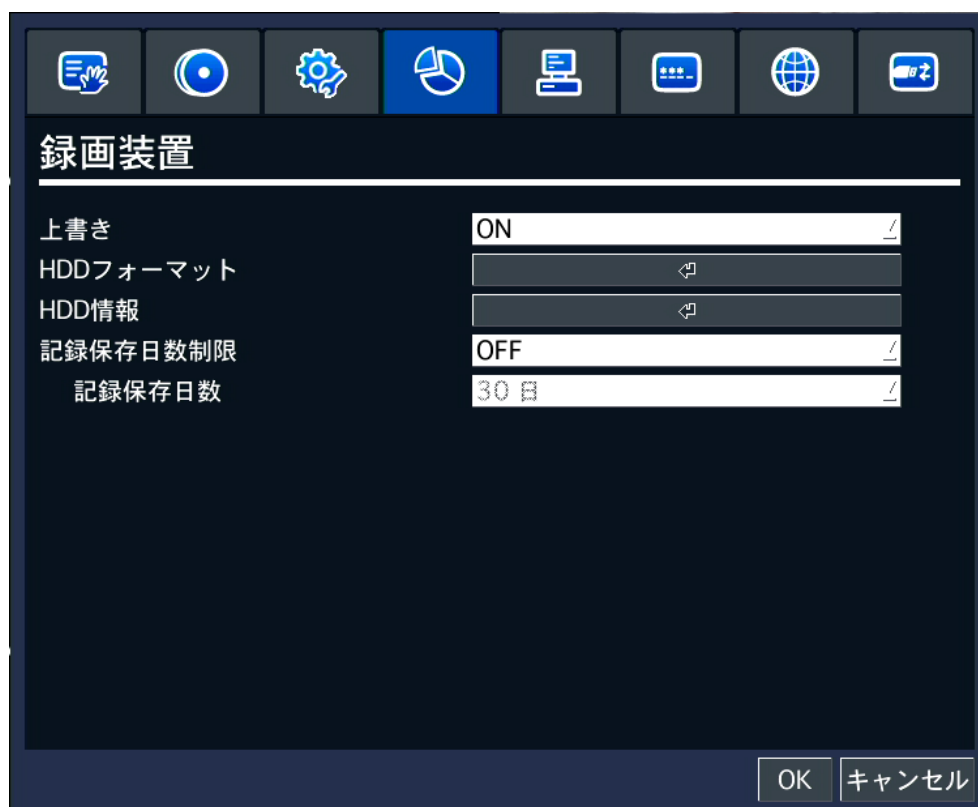 ***_
録画装置
上書き ON
HDDフォーマット
HDD情報
記録保存日数制限 OFF
記録保存日数 30 日
OK キャンセル